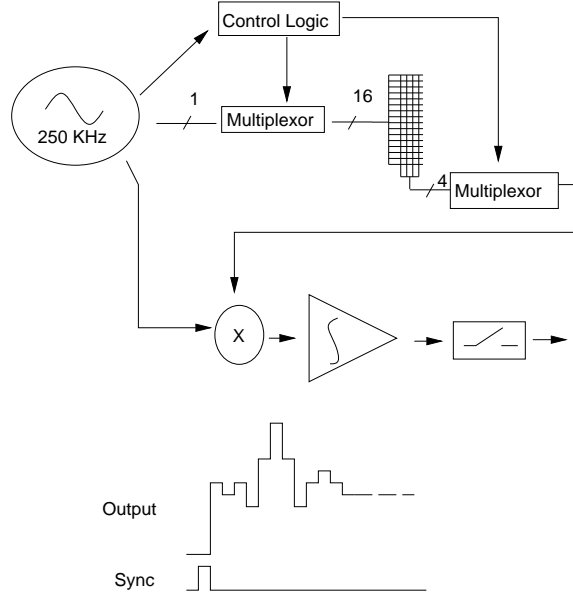 Control Logic
1
16
250 KHz
Multiplexor
4
Multiplexor
X
Output
Sync